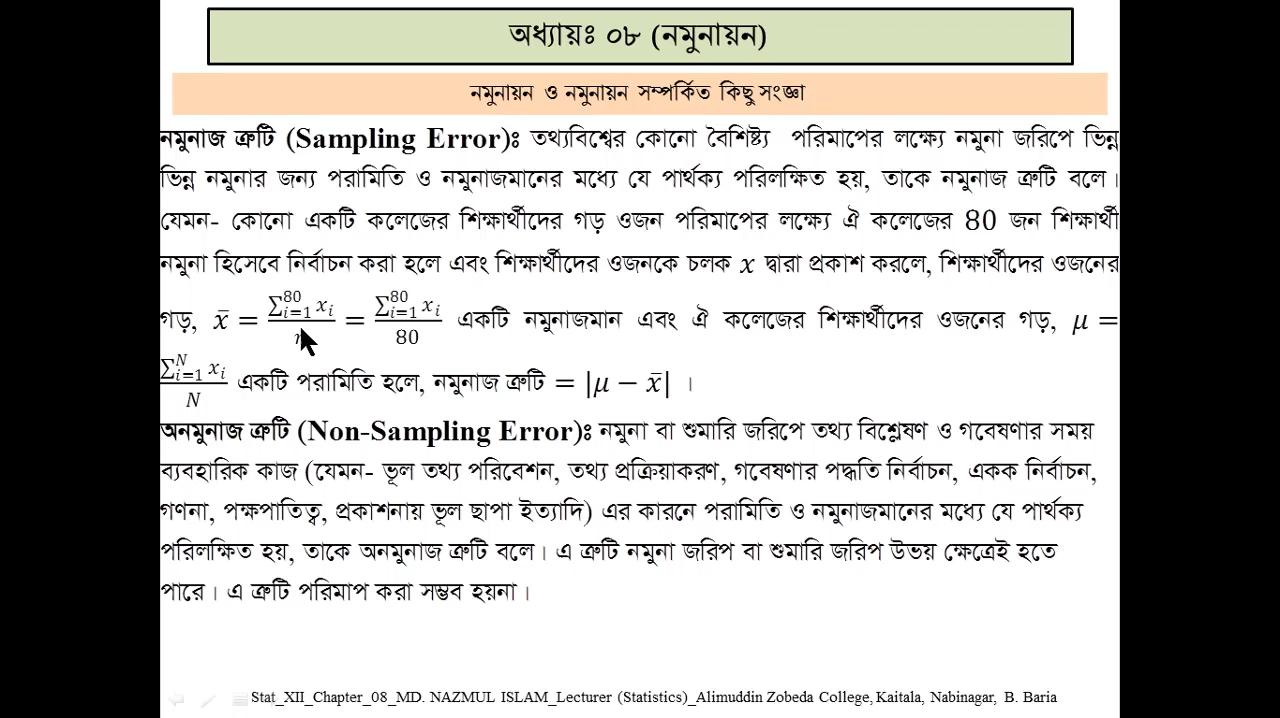 অধ্যায়ঃ ০৮ (নমুনায়ন)
নমুনায়ন ও নমুনায়ন সম্পর্কিত কিছু সংজ্ঞা
নমুনাজ ত্রুটি (Sampling Error)ঃ তথ্যবিশ্বের কোনো বৈশিষ্ট্য পরিমাপের লক্ষ্যে নমুনা জরিপে ভিন্ন
ভিন্ন নমুনার জন্য পরামিতি ও নমুনাজমানের মধ্যে যে পার্থক্য পরিলক্ষিত হয়, তাকে নমুনাজ ত্রুটি বলে।
যেমন- কোনো একটি কলেজের শিক্ষার্থীদের গড় ওজন পরিমাপের লক্ষ্যে ঐ কলেজের 80 জন শিক্ষার্থী
নমুনা হিসেবে নির্বাচন করা হলে এবং শিক্ষার্থীদের ওজনকে চলক x দ্বারা প্রকাশ করলে, শিক্ষার্থীদের ওজনের
গড়, x̄ = ∑_{i=1}^{80} x_i / n = ∑_{i=1}^{80} x_i / 80 একটি নমুনাজমান এবং ঐ কলেজের শিক্ষার্থীদের ওজনের গড়, μ =
∑_{i=1}^{N} x_i / N একটি পরামিতি হলে, নমুনাজ ত্রুটি = |μ − x̄| ।
অনমুনাজ ত্রুটি (Non-Sampling Error)ঃ নমুনা বা শুমারি জরিপে তথ্য বিশ্লেষণ ও গবেষণার সময়
ব্যবহারিক কাজ (যেমন- ভূল তথ্য পরিবেশন, তথ্য প্রক্রিয়াকরণ, গবেষণার পদ্ধতি নির্বাচন, একক নির্বাচন,
গণনা, পক্ষপাতিত্ব, প্রকাশনায় ভূল ছাপা ইত্যাদি) এর কারনে পরামিতি ও নমুনাজমানের মধ্যে যে পার্থক্য
পরিলক্ষিত হয়, তাকে অনমুনাজ ত্রুটি বলে। এ ত্রুটি নমুনা জরিপ বা শুমারি জরিপ উভয় ক্ষেত্রেই হতে
পারে। এ ত্রুটি পরিমাপ করা সম্ভব হয়না।
Stat_XII_Chapter_08_MD. NAZMUL ISLAM_Lecturer (Statistics)_Alimuddin Zobeda College, Kaitala, Nabinagar, B. Baria